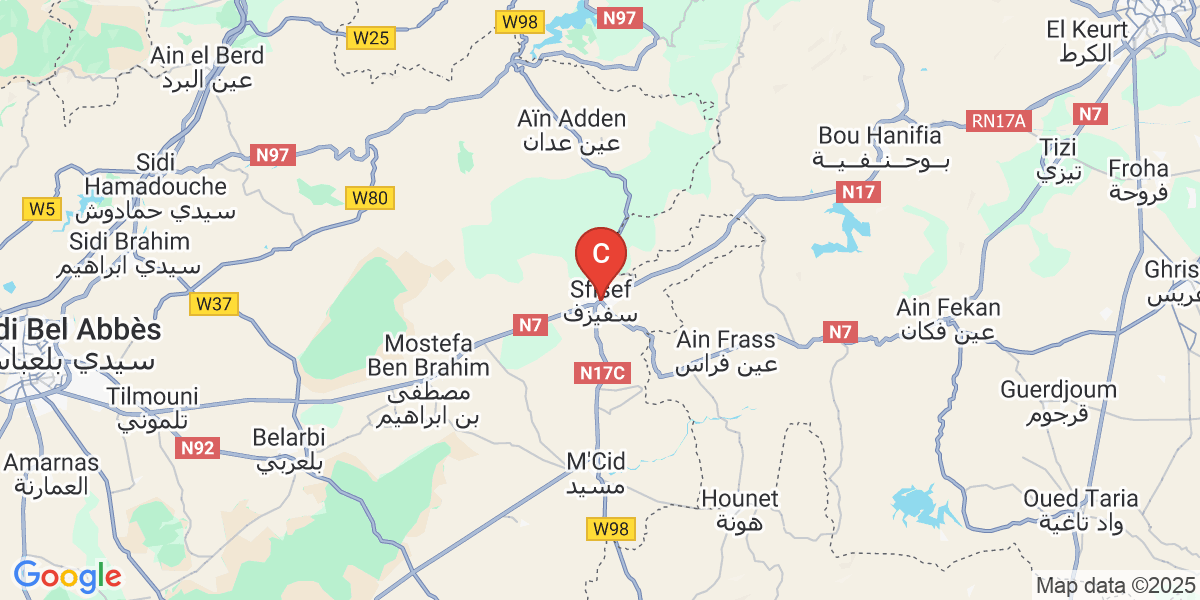 W98
N97
W25
El Keurt
الكرط
Ain el Berd
عين البرد
Aïn Adden
عين عدان
RN17A
N7
Bou Hanifia
بـوحـنـفـيـة
Tizi
تيزي
N97
Sidi
Hamadouche
سيدي حمادوش
Froha
فروحة
N17
W80
W5
Sidi Brahim
سيدي ابراهيم
C
Sfisef
سفيزف
W37
N7
Ain Fekan
عين فكان
di Bel Abbès
سيدي بلعباس
Mostefa
Ben Brahim
مصطفى
بن ابراهيم
Ain Frass
عين فراس
N7
N17C
Guerdjoum
قرجوم
Tilmouni
تلموني
N92
Belarbi
بلعربي
Amarnas
العمارنة
M'Cid
مسيد
Hounet
هونة
Oued Taria
واد تاغية
W98
Google
Map data ©2025